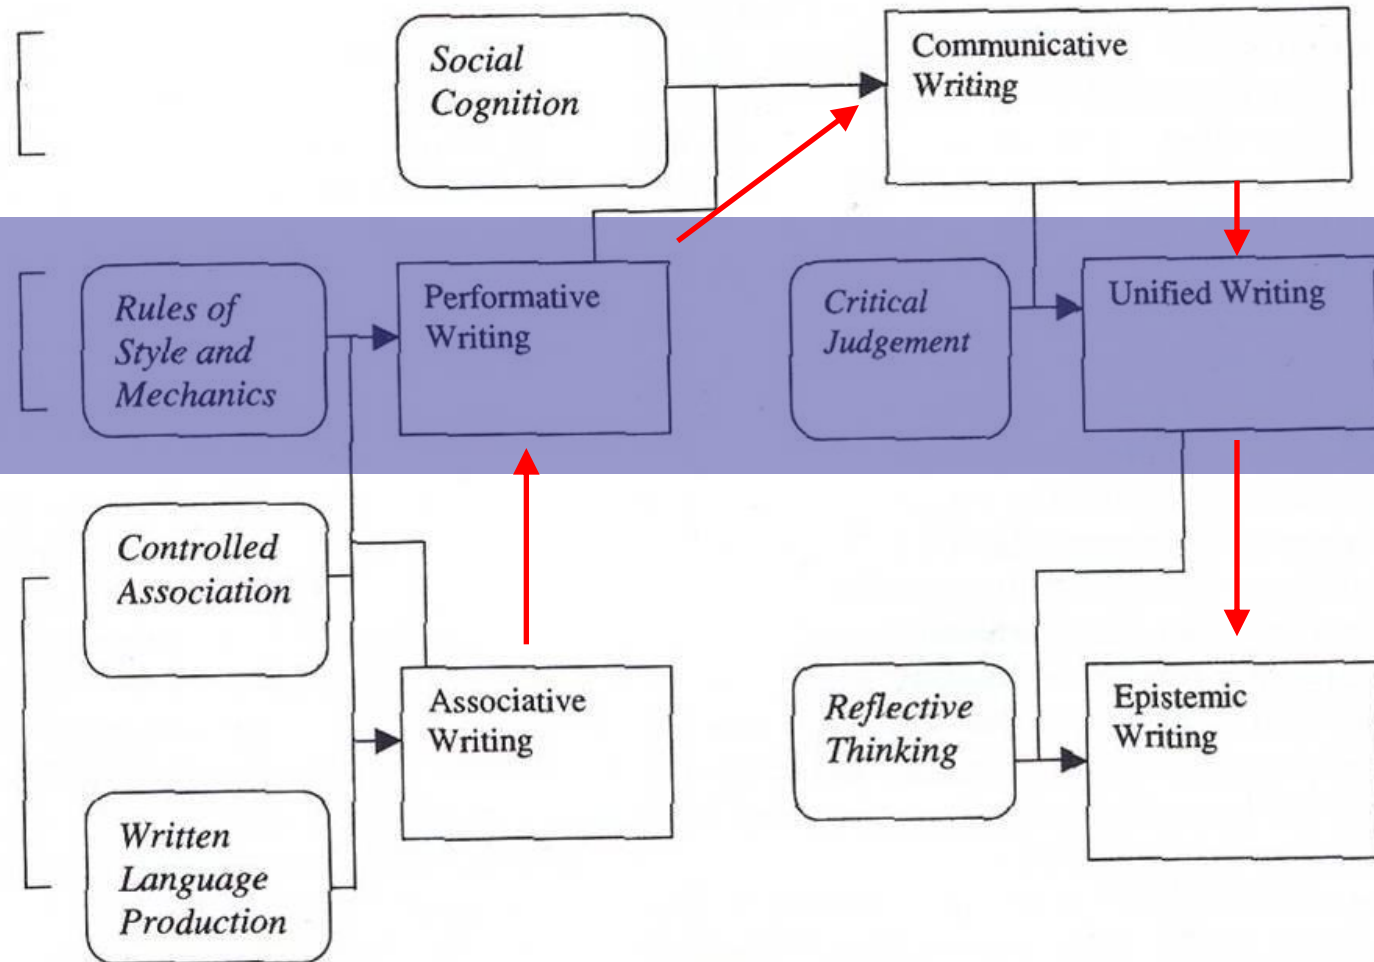 Social
Cognition
Communicative
Writing
Rules of
Style and
Mechanics
Performative
Writing
Critical
Judgement
Unified Writing
Controlled
Association
Associative
Writing
Reflective
Thinking
Epistemic
Writing
Written
Language
Production